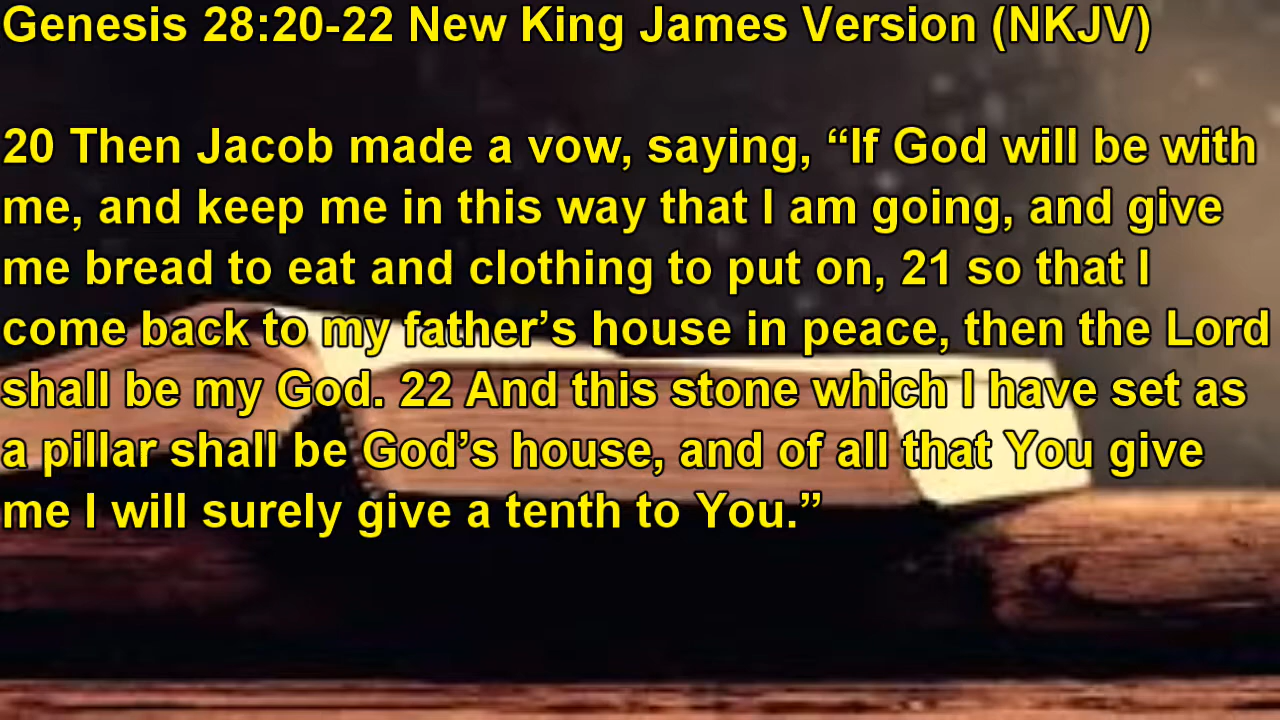 Genesis 28:20-22 New King James Version (NKJV)
20 Then Jacob made a vow, saying, “If God will be with
me, and keep me in this way that I am going, and give
me bread to eat and clothing to put on, 21 so that I
come back to my father’s house in peace, then the Lord
shall be my God. 22 And this stone which I have set as
a pillar shall be God’s house, and of all that You give
me I will surely give a tenth to You.”